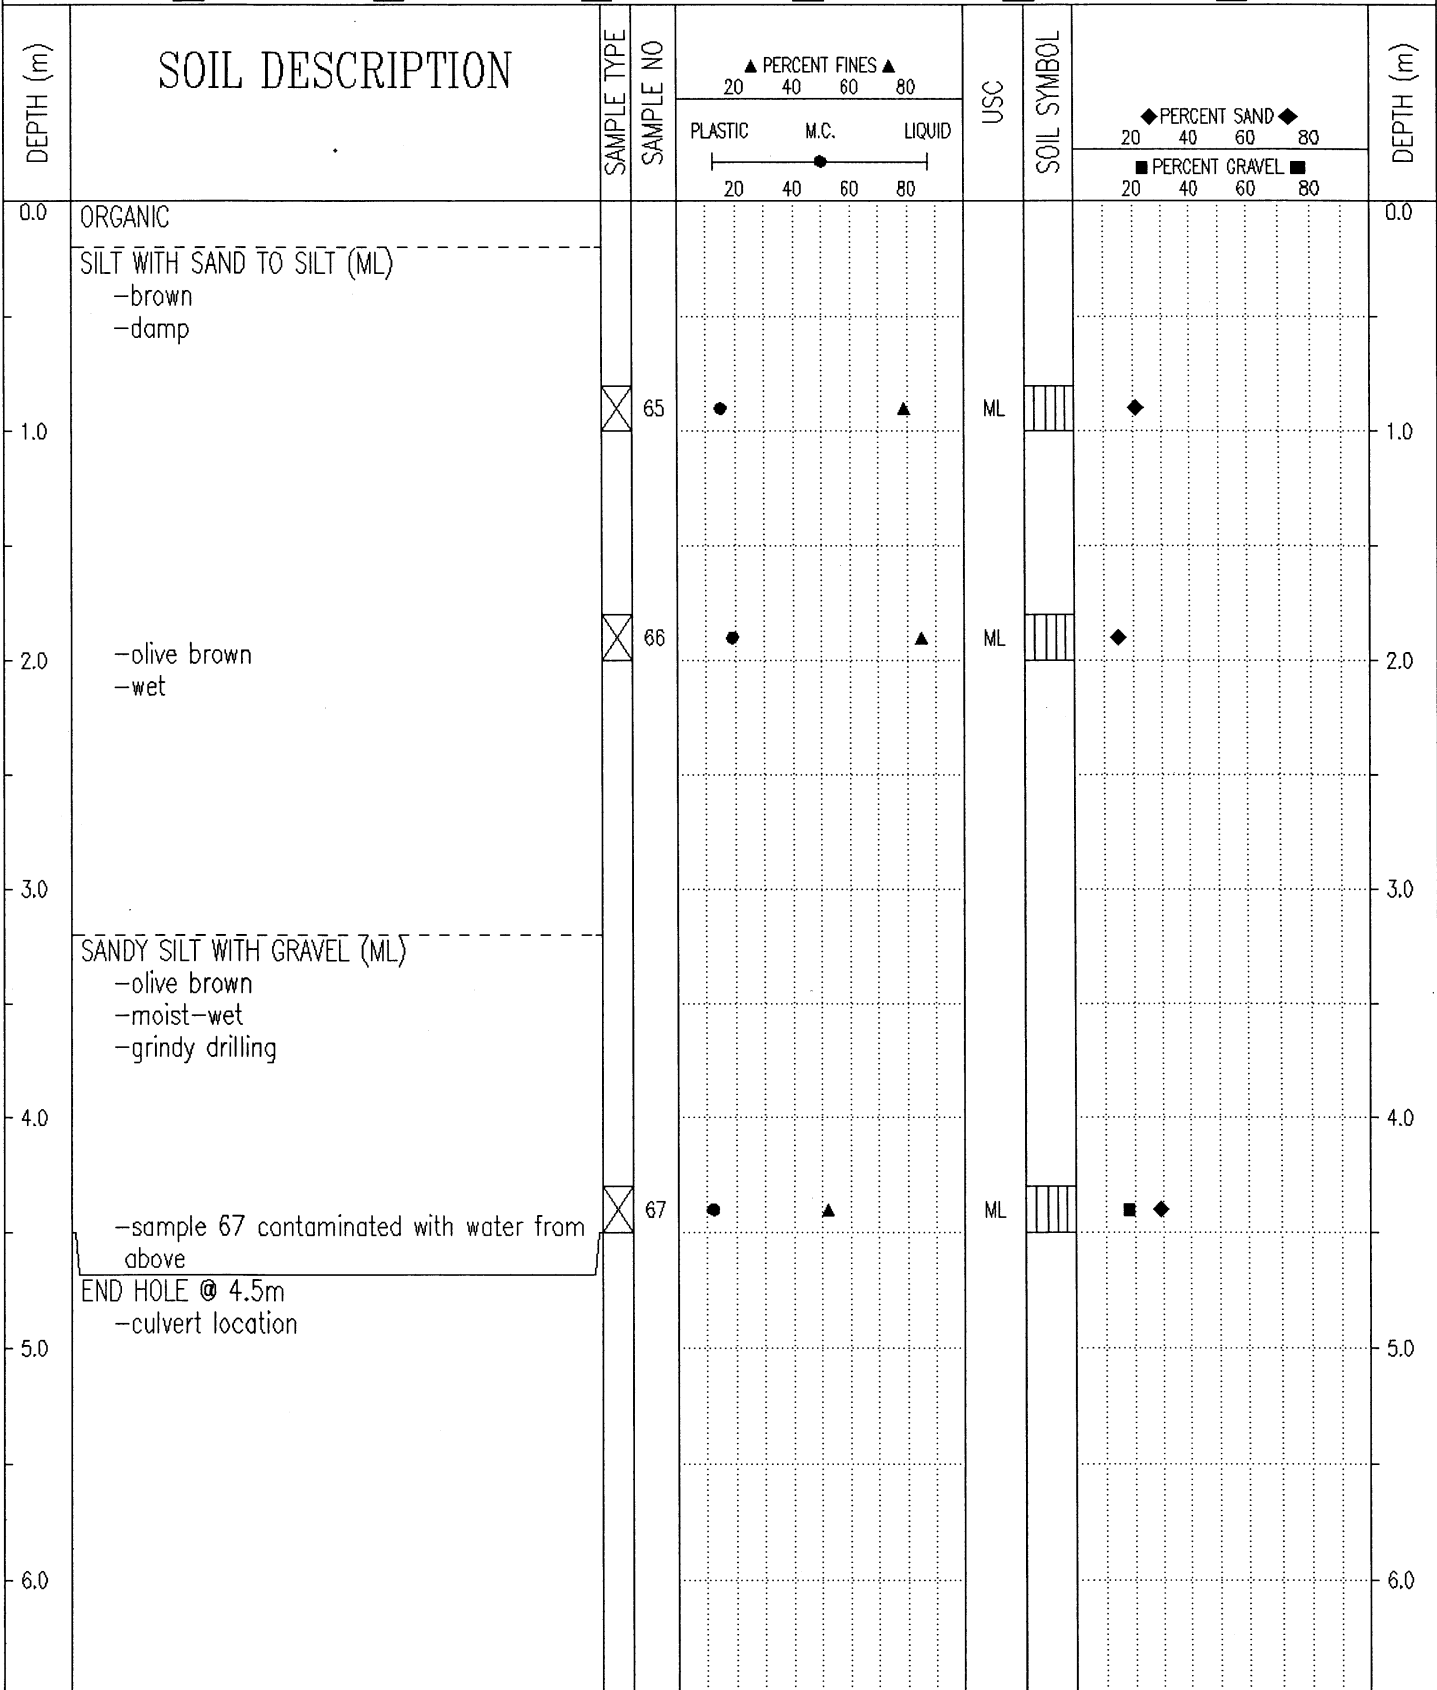 DEPTH (m)
SOIL DESCRIPTION
SAMPLE TYPE
SAMPLE NO
▲ PERCENT FINES ▲
20 40 60 80
PLASTIC M.C. LIQUID
20 40 60 80
USC
SOIL SYMBOL
◆PERCENT SAND◆
20 40 60 80
■ PERCENT GRAVEL ■
20 40 60 80
DEPTH (m)
0.0 ORGANIC 0.0
SILT WITH SAND TO SILT (ML)
-brown
-damp
65 ML
1.0 1.0
66 ML
-olive brown
2.0 2.0
-wet
3.0 3.0
SANDY SILT WITH GRAVEL (ML)
-olive brown
-moist-wet
-grindy drilling
4.0 4.0
67 ML
-sample 67 contaminated with water from
above
END HOLE @ 4.5m
-culvert location
5.0 5.0
6.0 6.0